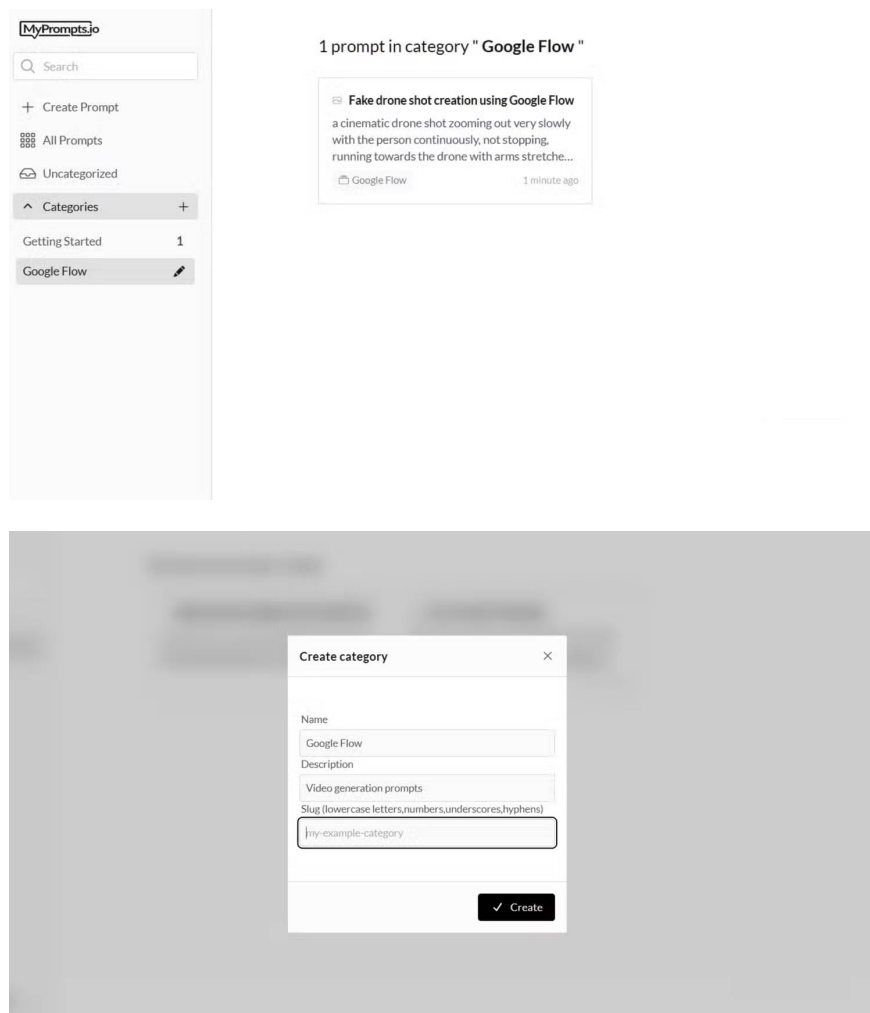 MyPrompts.io
Search
Create Prompt
All Prompts
Uncategorized
Categories
Getting Started 1
Google Flow
1 prompt in category " Google Flow "
Fake drone shot creation using Google Flow
a cinematic drone shot zooming out very slowly
with the person continuously, not stopping,
running towards the drone with arms stretche...
Google Flow 1 minute ago
Create category
Name
Google Flow
Description
Video generation prompts
Slug (lowercase letters,numbers,underscores,hyphens)
my-example-category
Create